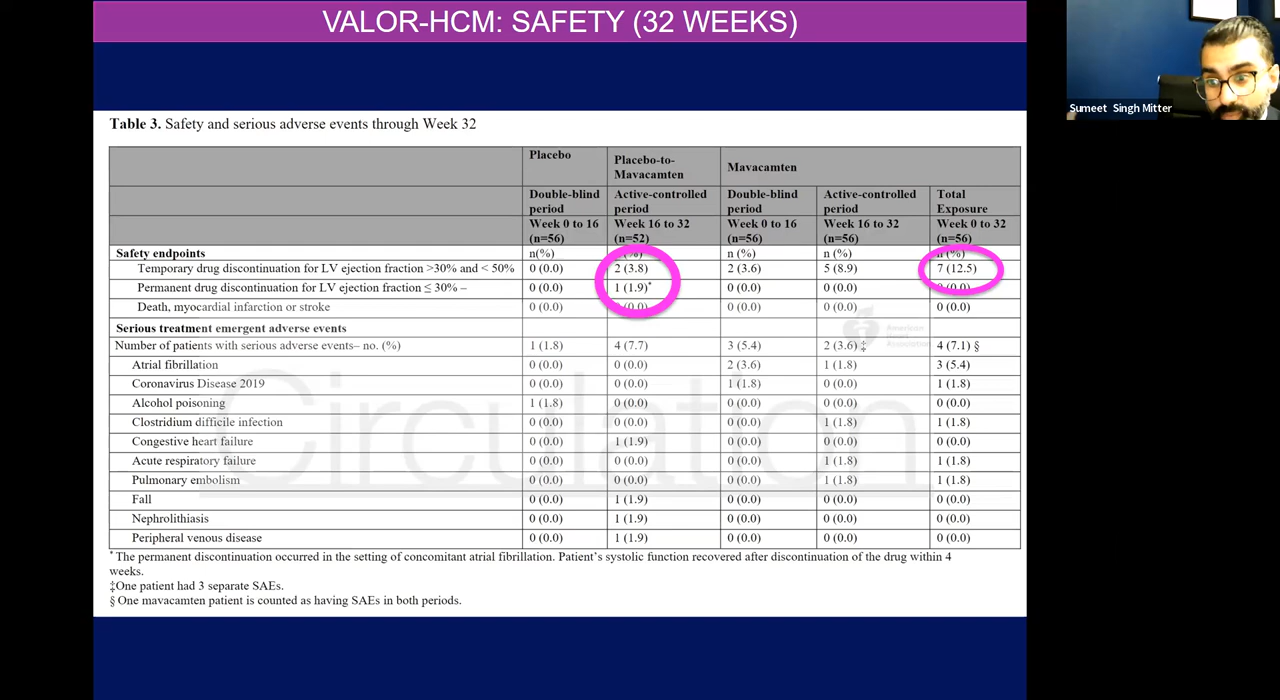 VALOR-HCM: SAFETY (32 WEEKS)
Sumeet Singh Mitter
Table 3. Safety and serious adverse events through Week 32
Placebo Placebo-to-Mavacamten Mavacamten
Double-blind period Active-controlled period Double-blind period Active-controlled period Total Exposure
Week 0 to 16 (n=56) Week 16 to 32 (n=52) Week 0 to 16 (n=56) Week 16 to 32 (n=56) Week 0 to 32 (n=56)
Safety endpoints n(%) n (%) n (%) n (%)
Temporary drug discontinuation for LV ejection fraction >30% and < 50% 0 (0.0) 2 (3.8) 2 (3.6) 5 (8.9) 7 (12.5)
Permanent drug discontinuation for LV ejection fraction ≤ 30% – 0 (0.0) 1 (1.9)* 0 (0.0) 0 (0.0) 0 (0.0)
Death, myocardial infarction or stroke 0 (0.0) 0 (0.0) 0 (0.0) 0 (0.0) 0 (0.0)
Serious treatment emergent adverse events
Number of patients with serious adverse events– no. (%) 1 (1.8) 4 (7.7) 3 (5.4) 2 (3.6) ‡ 4 (7.1) §
Atrial fibrillation 0 (0.0) 0 (0.0) 2 (3.6) 1 (1.8) 3 (5.4)
Coronavirus Disease 2019 0 (0.0) 0 (0.0) 1 (1.8) 0 (0.0) 1 (1.8)
Alcohol poisoning 1 (1.8) 0 (0.0) 0 (0.0) 0 (0.0) 0 (0.0)
Clostridium difficile infection 0 (0.0) 0 (0.0) 0 (0.0) 1 (1.8) 1 (1.8)
Congestive heart failure 0 (0.0) 1 (1.9) 0 (0.0) 0 (0.0) 0 (0.0)
Acute respiratory failure 0 (0.0) 0 (0.0) 0 (0.0) 1 (1.8) 1 (1.8)
Pulmonary embolism 0 (0.0) 0 (0.0) 0 (0.0) 1 (1.8) 1 (1.8)
Fall 0 (0.0) 1 (1.9) 0 (0.0) 0 (0.0) 0 (0.0)
Nephrolithiasis 0 (0.0) 1 (1.9) 0 (0.0) 0 (0.0) 0 (0.0)
Peripheral venous disease 0 (0.0) 1 (1.9) 0 (0.0) 0 (0.0) 0 (0.0)
* The permanent discontinuation occurred in the setting of concomitant atrial fibrillation. Patient's systolic function recovered after discontinuation of the drug within 4
weeks.
‡One patient had 3 separate SAEs.
§ One mavacamten patient is counted as having SAEs in both periods.
American Heart Association
Circulation